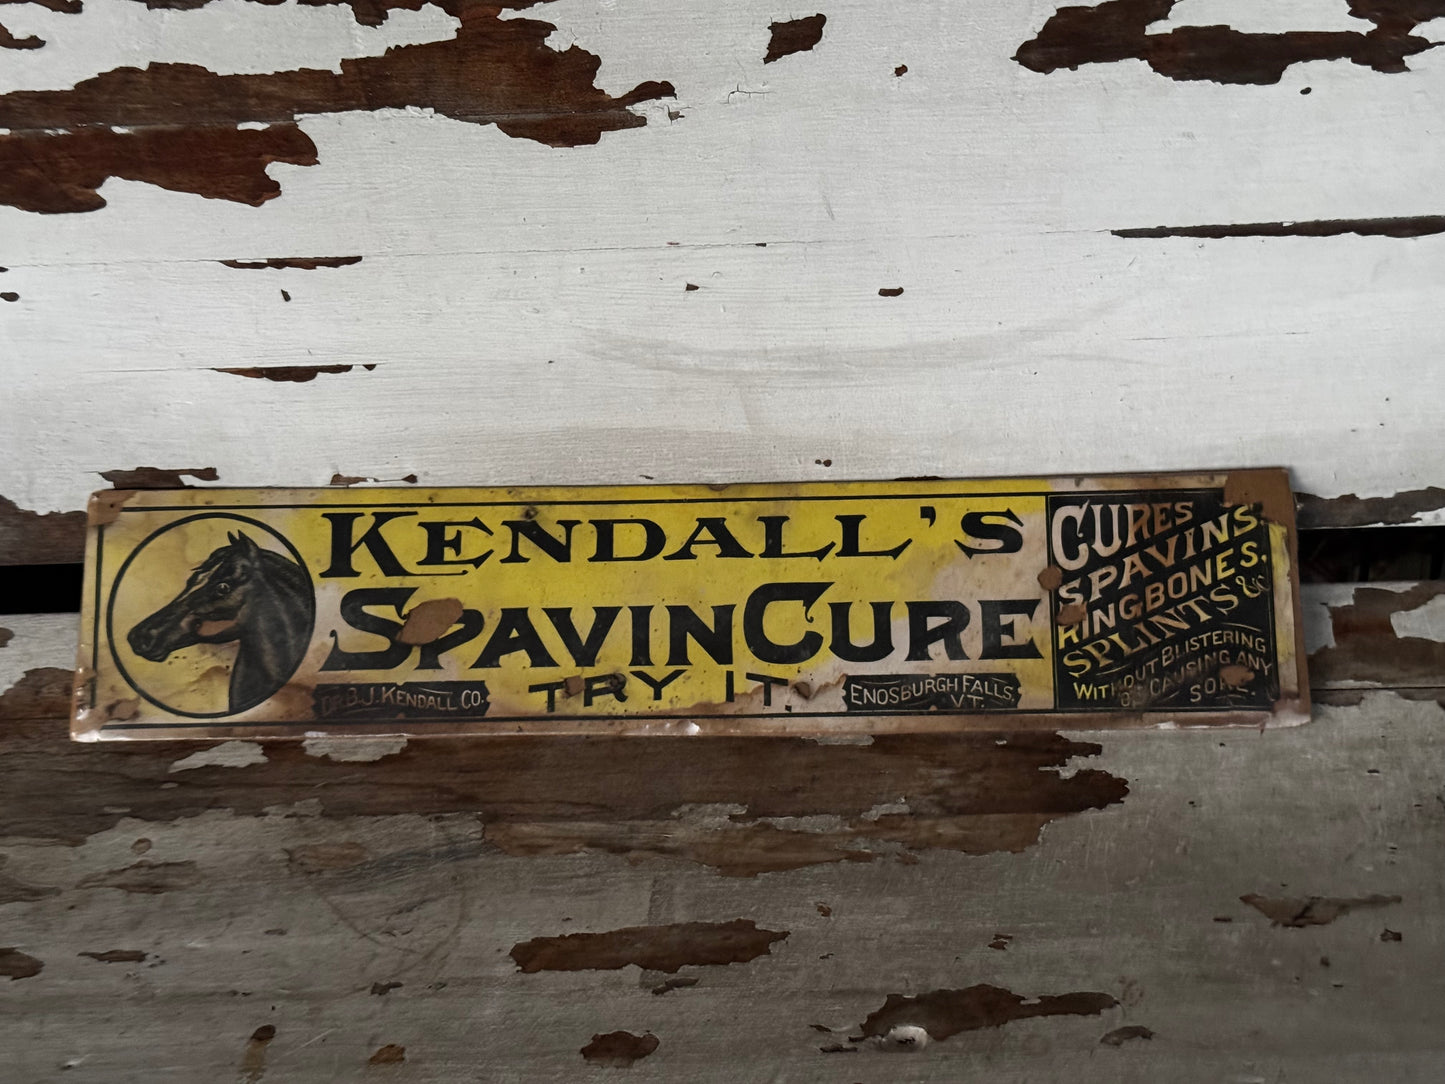 KENDALL'S
SPAVIN CURE
TRY IT.
DR. B. J. KENDALL CO.
ENOSBURGH FALLS,
VT.
CURES
SPAVINS,
RINGBONES,
SPLINTS &c
WITHOUT BLISTERING
OR CAUSING ANY
SORE.